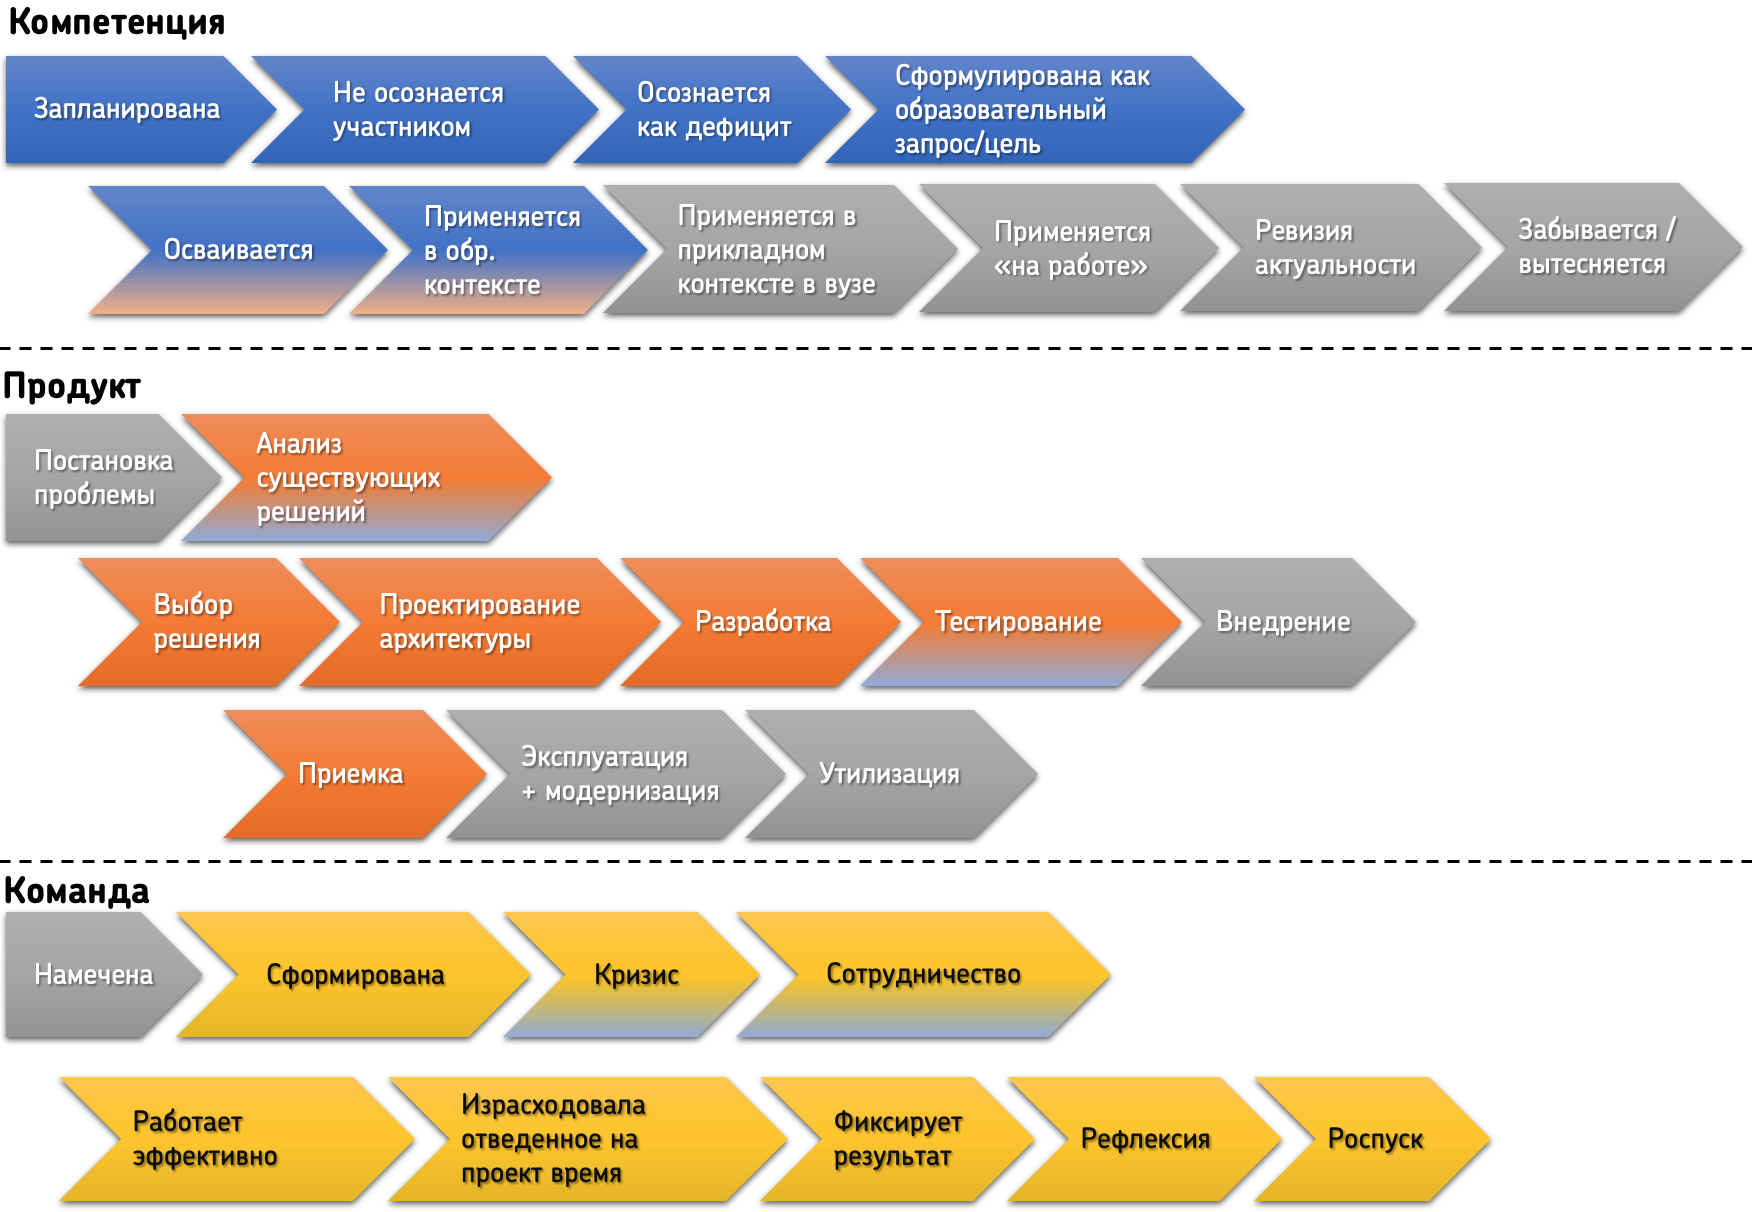 Компетенция
Запланирована
Не осознается
участником
Осознается
как дефицит
Сформулирована как
образовательный
запрос/цель
Осваивается
Применяется
в обр.
контексте
Применяется в
прикладном
контексте в вузе
Применяется
«на работе»
Ревизия
актуальности
Забывается /
вытесняется
Продукт
Постановка
проблемы
Анализ
существующих
решений
Выбор
решения
Проектирование
архитектуры
Разработка
Тестирование
Внедрение
Приемка
Эксплуатация
+ модернизация
Утилизация
Команда
Намечена
Сформирована
Кризис
Сотрудничество
Работает
эффективно
Израсходовала
отведенное на
проект время
Фиксирует
результат
Рефлексия
Роспуск